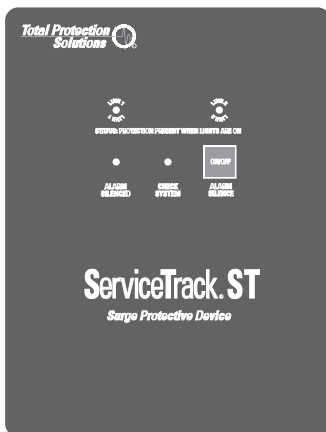 Total Protection
Solutions
STATUS: PROTECTION PRESENT WHEN LIGHTS ARE ON
ON/OFF
ALARM
SILENCED
CHECK
SYSTEM
ALARM
SILENCE
ServiceTrack. ST
Surge Protective Device